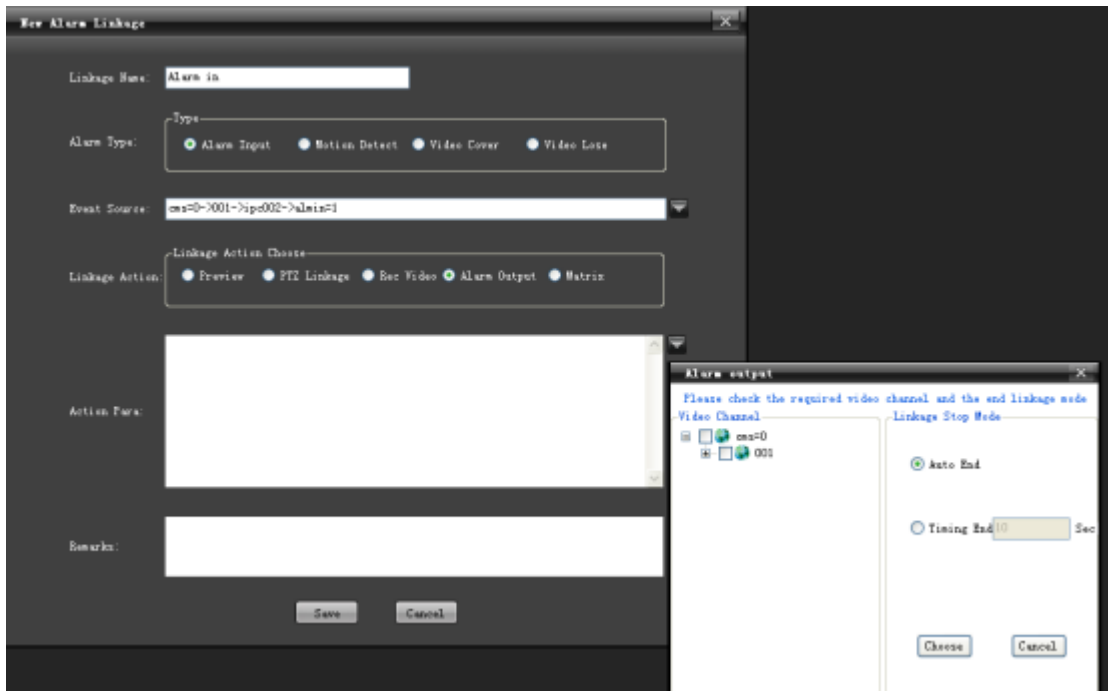 New Alarm Linkage
Linkage Name: Alarm in
Type
Alarm Type: Alarm Input Motion Detect Video Cover Video Lose
Event Source: cms=0->001->ipc002->almin=1
Linkage Action Choose
Linkage Action: Preview PTZ Linkage Rec Video Alarm Output Matrix
Action Para:
Remarks:
Save Cancel
Alarm output
Please check the required video channel and the end linkage mode
Video Channel
cms=0
001
Linkage Stop Mode
Auto End
Timing End 10 Sec
Choose Cancel